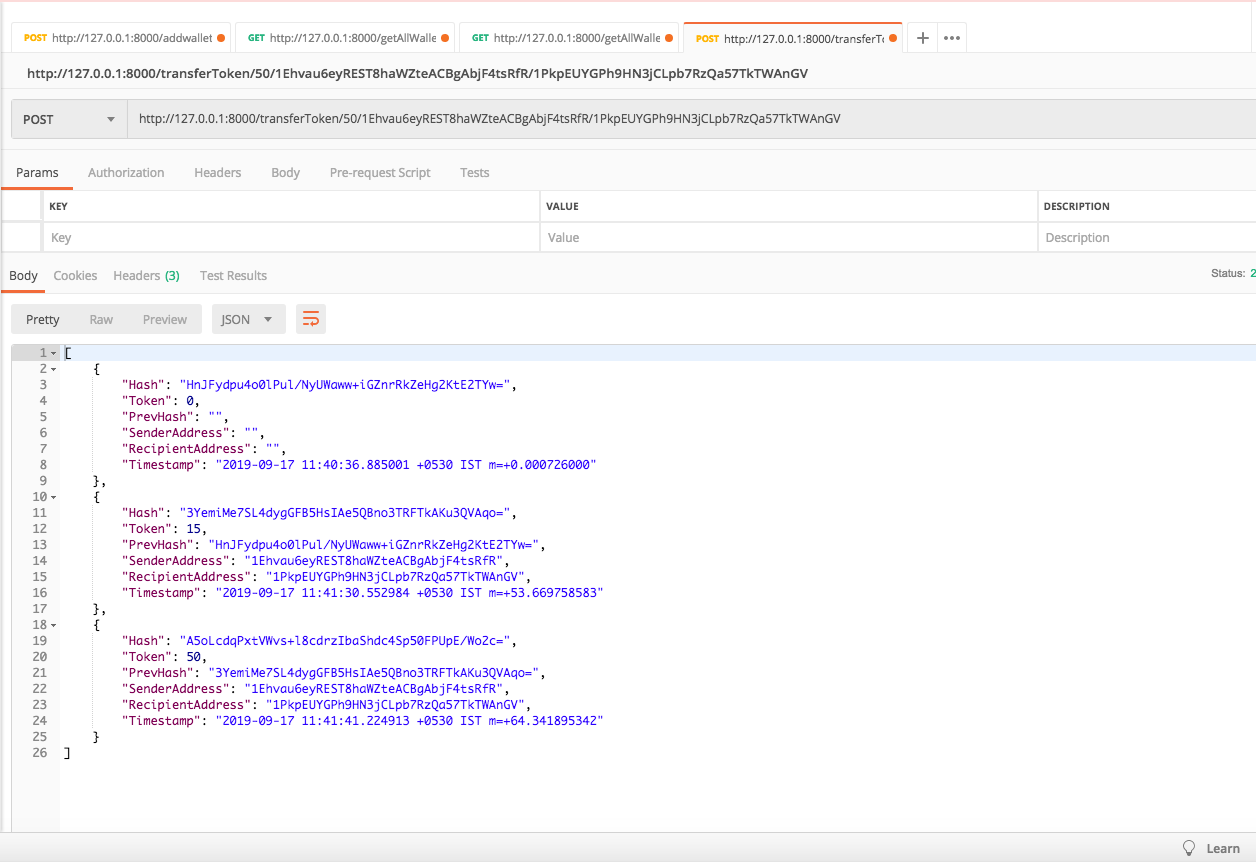 POST http://127.0.0.1:8000/addwallet GET http://127.0.0.1:8000/getAllWalle GET http://127.0.0.1:8000/getAllWalle POST http://127.0.0.1:8000/transferTo + •••
http://127.0.0.1:8000/transferToken/50/1Ehvau6eyREST8haWZteACBgAbjF4tsRfR/1PkpEUYGPh9HN3jCLpb7RzQa57TkTWAnGV
POST http://127.0.0.1:8000/transferToken/50/1Ehvau6eyREST8haWZteACBgAbjF4tsRfR/1PkpEUYGPh9HN3jCLpb7RzQa57TkTWAnGV
Params Authorization Headers Body Pre-request Script Tests
KEY VALUE DESCRIPTION
Key Value Description
Body Cookies Headers (3) Test Results Status: 2
Pretty Raw Preview JSON
1 [
2 {
3 "Hash": "HnJFydpu4o0lPul/NyUWaww+iGZnrRkZeHg2KtE2TYw=",
4 "Token": 0,
5 "PrevHash": "",
6 "SenderAddress": "",
7 "RecipientAddress": "",
8 "Timestamp": "2019-09-17 11:40:36.885001 +0530 IST m=+0.000726000"
9 },
10 {
11 "Hash": "3YemiMe7SL4dygGFB5HsIAe5QBno3TRFTkAKu3QVAqo=",
12 "Token": 15,
13 "PrevHash": "HnJFydpu4o0lPul/NyUWaww+iGZnrRkZeHg2KtE2TYw=",
14 "SenderAddress": "1Ehvau6eyREST8haWZteACBgAbjF4tsRfR",
15 "RecipientAddress": "1PkpEUYGPh9HN3jCLpb7RzQa57TkTWAnGV",
16 "Timestamp": "2019-09-17 11:41:30.552984 +0530 IST m=+53.669758583"
17 },
18 {
19 "Hash": "A5oLcdqPxtVWvs+l8cdrzIbaShdc4Sp50FPUpE/Wo2c=",
20 "Token": 50,
21 "PrevHash": "3YemiMe7SL4dygGFB5HsIAe5QBno3TRFTkAKu3QVAqo=",
22 "SenderAddress": "1Ehvau6eyREST8haWZteACBgAbjF4tsRfR",
23 "RecipientAddress": "1PkpEUYGPh9HN3jCLpb7RzQa57TkTWAnGV",
24 "Timestamp": "2019-09-17 11:41:41.224913 +0530 IST m=+64.341895342"
25 }
26 ]
Learn